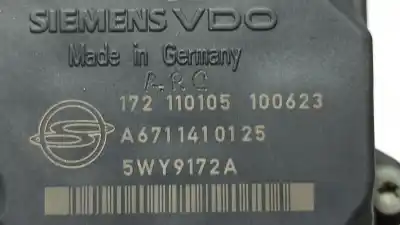 SIEMENS VDO
Made in Germany
A.R.C
172 110105 100623
A6711410125
5WY9172A